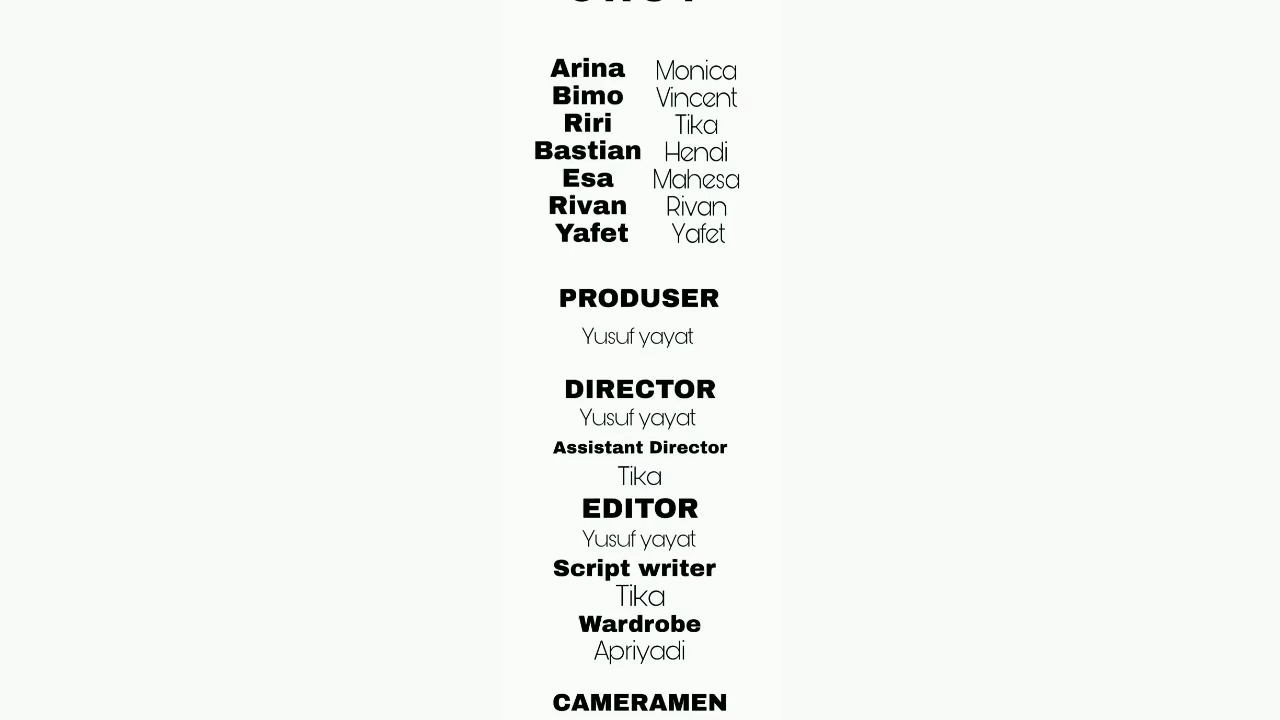 Arina Monica
Bimo Vincent
Riri Tika
Bastian Hendi
Esa Mahesa
Rivan Rivan
Yafet Yafet
PRODUSER
Yusuf yayat
DIRECTOR
Yusuf yayat
Assistant Director
Tika
EDITOR
Yusuf yayat
Script writer
Tika
Wardrobe
Apriyadi
CAMERAMEN